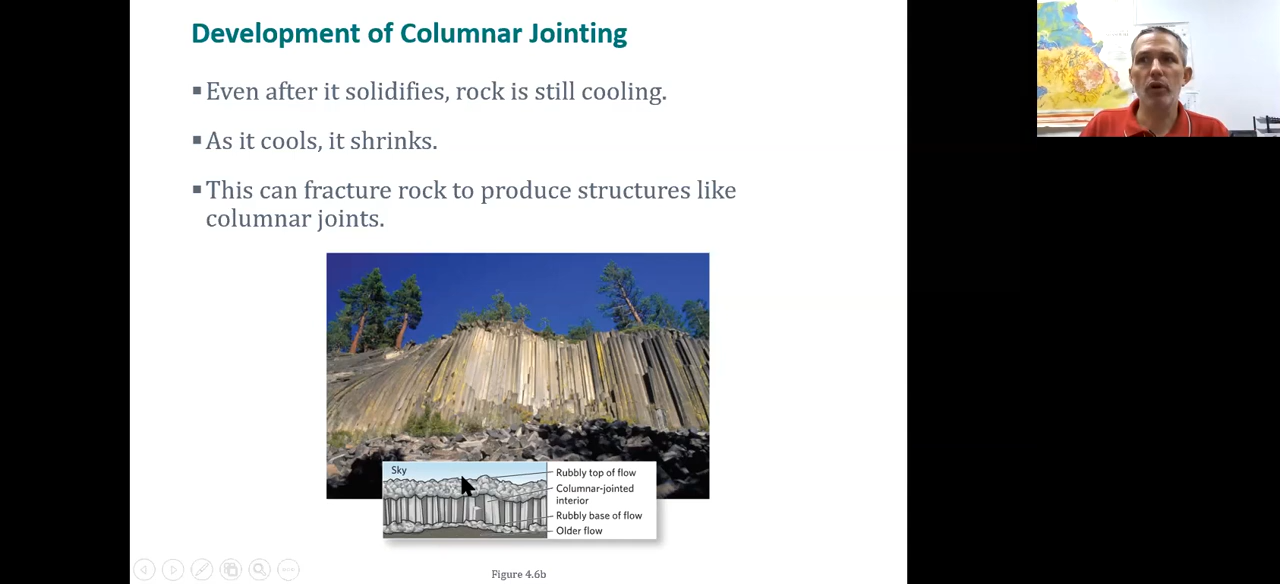 Development of Columnar Jointing
▪ Even after it solidifies, rock is still cooling.
▪ As it cools, it shrinks.
▪ This can fracture rock to produce structures like
columnar joints.
Sky
Rubbly top of flow
Columnar-jointed
interior
Rubbly base of flow
Older flow
Figure 4.6b